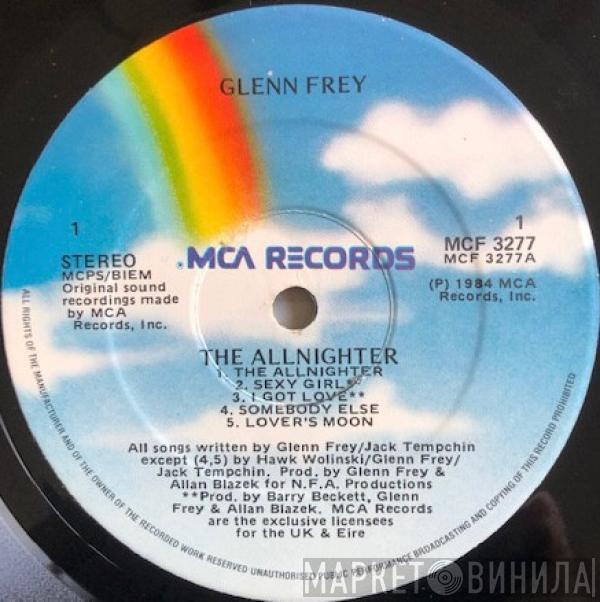 GLENN FREY
1
1
STEREO
MCPS/BIEM
Original sound
recordings made
by MCA
Records, Inc.
MCA RECORDS
MCF 3277
MCF 3277A
(P) 1984 MCA
Records, Inc.
THE ALLNIGHTER
1. THE ALLNIGHTER
2. SEXY GIRL**
3. I GOT LOVE**
4. SOMEBODY ELSE
5. LOVER'S MOON
All songs written by Glenn Frey/Jack Tempchin
except (4,5) by Hawk Wolinski/Glenn Frey/
Jack Tempchin. Prod. by Glenn Frey &
Allan Blazek for N.F.A. Productions
**Prod. by Barry Beckett, Glenn
Frey & Allan Blazek. MCA Records
are the exclusive licensees
for the UK & Eire
ALL RIGHTS OF THE MANUFACTURER AND OF THE OWNER OF THE RECORDED WORK RESERVED UNAUTHORISED PUBLIC PERFORMANCE BROADCASTING AND COPYING OF THIS RECORD PROHIBITED
МАРКЕТ ВИНИЛА